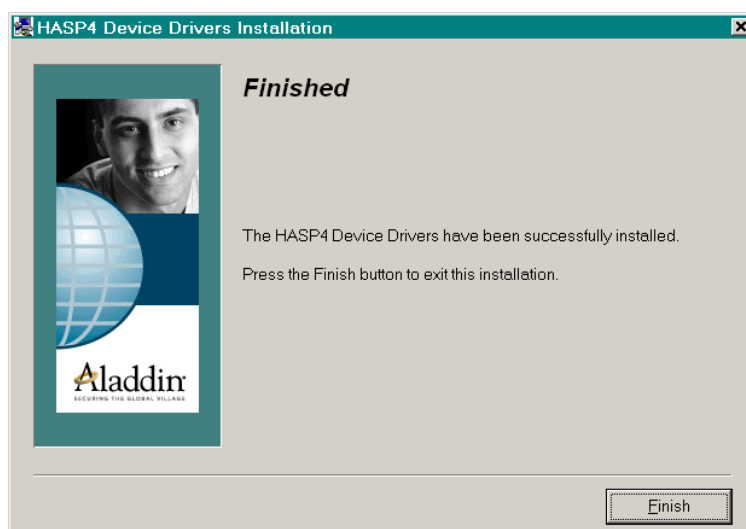 HASP4 Device Drivers Installation
Finished
The HASP4 Device Drivers have been successfully installed.
Press the Finish button to exit this installation.
Aladdin
SECURING THE GLOBAL VILLAGE
Finish